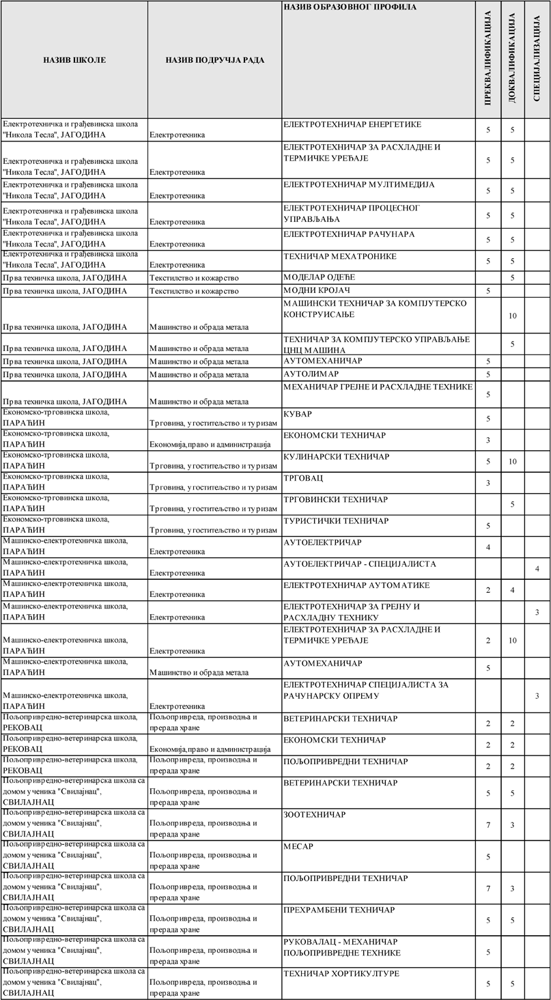 НАЗИВ ШКОЛЕ
НАЗИВ ПОДРУЧЈА РАДА
НАЗИВ ОБРАЗОВНОГ ПРОФИЛА
ПРЕКВАЛИФИКАЦИЈА
ДОКВАЛИФИКАЦИЈА
СПЕЦИЈАЛИЗАЦИЈА
Електротехничка и грађевинска школа
"Никола Тесла", ЈАГОДИНА
Електротехника
ЕЛЕКТРОТЕХНИЧАР ЕНЕРГЕТИКЕ
5 5
Електротехничка и грађевинска школа
"Никола Тесла", ЈАГОДИНА
Електротехника
ЕЛЕКТРОТЕХНИЧАР ЗА РАСХЛАДНЕ И
ТЕРМИЧКЕ УРЕЂАЈЕ
5 5
Електротехничка и грађевинска школа
"Никола Тесла", ЈАГОДИНА
Електротехника
ЕЛЕКТРОТЕХНИЧАР МУЛТИМЕДИЈА
5 5
Електротехничка и грађевинска школа
"Никола Тесла", ЈАГОДИНА
Електротехника
ЕЛЕКТРОТЕХНИЧАР ПРОЦЕСНОГ
УПРАВЉАЊА
5 5
Електротехничка и грађевинска школа
"Никола Тесла", ЈАГОДИНА
Електротехника
ЕЛЕКТРОТЕХНИЧАР РАЧУНАРА
5 5
Електротехничка и грађевинска школа
"Никола Тесла", ЈАГОДИНА
Електротехника
ТЕХНИЧАР МЕХАТРОНИКЕ
5 5
Прва техничка школа, ЈАГОДИНА
Текстилство и кожарство
МОДЕЛАР ОДЕЋЕ
5
Прва техничка школа, ЈАГОДИНА
Текстилство и кожарство
МОДНИ КРОЈАЧ
5
Прва техничка школа, ЈАГОДИНА
Машинство и обрада метала
МАШИНСКИ ТЕХНИЧАР ЗА КОМПЈУТЕРСКО
КОНСТРУИСАЊЕ
10
Прва техничка школа, ЈАГОДИНА
Машинство и обрада метала
ТЕХНИЧАР ЗА КОМПЈУТЕРСКО УПРАВЉАЊЕ
ЦНЦ МАШИНА
5
Прва техничка школа, ЈАГОДИНА
Машинство и обрада метала
АУТОМЕХАНИЧАР
5
Прва техничка школа, ЈАГОДИНА
Машинство и обрада метала
АУТОЛИМАР
5
Прва техничка школа, ЈАГОДИНА
Машинство и обрада метала
МЕХАНИЧАР ГРЕЈНЕ И РАСХЛАДНЕ ТЕХНИКЕ
5
Економско-трговинска школа,
ПАРАЋИН
Трговина, угоститељство и туризам
КУВАР
5
Економско-трговинска школа,
ПАРАЋИН
Економија,право и администрација
ЕКОНОМСКИ ТЕХНИЧАР
3
Економско-трговинска школа,
ПАРАЋИН
Трговина, угоститељство и туризам
КУЛИНАРСКИ ТЕХНИЧАР
5 10
Економско-трговинска школа,
ПАРАЋИН
Трговина, угоститељство и туризам
ТРГОВАЦ
3
Економско-трговинска школа,
ПАРАЋИН
Трговина, угоститељство и туризам
ТРГОВИНСКИ ТЕХНИЧАР
5
Економско-трговинска школа,
ПАРАЋИН
Трговина, угоститељство и туризам
ТУРИСТИЧКИ ТЕХНИЧАР
5
Машинско-електротехничка школа,
ПАРАЋИН
Електротехника
АУТОЕЛЕКТРИЧАР
4
Машинско-електротехничка школа,
ПАРАЋИН
Електротехника
АУТОЕЛЕКТРИЧАР - СПЕЦИЈАЛИСТА
4
Машинско-електротехничка школа,
ПАРАЋИН
Електротехника
ЕЛЕКТРОТЕХНИЧАР АУТОМАТИКЕ
2 4
Машинско-електротехничка школа,
ПАРАЋИН
Електротехника
ЕЛЕКТРОТЕХНИЧАР ЗА ГРЕЈНУ И
РАСХЛАДНУ ТЕХНИКУ
3
Машинско-електротехничка школа,
ПАРАЋИН
Електротехника
ЕЛЕКТРОТЕХНИЧАР ЗА РАСХЛАДНЕ И
ТЕРМИЧКЕ УРЕЂАЈЕ
2 10
Машинско-електротехничка школа,
ПАРАЋИН
Машинство и обрада метала
АУТОМЕХАНИЧАР
5
Машинско-електротехничка школа,
ПАРАЋИН
Електротехника
ЕЛЕКТРОТЕХНИЧАР СПЕЦИЈАЛИСТА ЗА
РАЧУНАРСКУ ОПРЕМУ
3
Пољопривредно-ветеринарска школа,
РЕКОВАЦ
Пољопривреда, производња и
прерада хране
ВЕТЕРИНАРСКИ ТЕХНИЧАР
2 2
Пољопривредно-ветеринарска школа,
РЕКОВАЦ
Економија,право и администрација
ЕКОНОМСКИ ТЕХНИЧАР
2 2
Пољопривредно-ветеринарска школа,
РЕКОВАЦ
Пољопривреда, производња и
прерада хране
ПОЉОПРИВРЕДНИ ТЕХНИЧАР
2 2
Пољопривредно-ветеринарска школа са
домом ученика "Свилајнац",
СВИЛАЈНАЦ
Пољопривреда, производња и
прерада хране
ВЕТЕРИНАРСКИ ТЕХНИЧАР
5 5
Пољопривредно-ветеринарска школа са
домом ученика "Свилајнац",
СВИЛАЈНАЦ
Пољопривреда, производња и
прерада хране
ЗООТЕХНИЧАР
7 3
Пољопривредно-ветеринарска школа са
домом ученика "Свилајнац",
СВИЛАЈНАЦ
Пољопривреда, производња и
прерада хране
МЕСАР
5
Пољопривредно-ветеринарска школа са
домом ученика "Свилајнац",
СВИЛАЈНАЦ
Пољопривреда, производња и
прерада хране
ПОЉОПРИВРЕДНИ ТЕХНИЧАР
7 3
Пољопривредно-ветеринарска школа са
домом ученика "Свилајнац",
СВИЛАЈНАЦ
Пољопривреда, производња и
прерада хране
ПРЕХРАМБЕНИ ТЕХНИЧАР
5 5
Пољопривредно-ветеринарска школа са
домом ученика "Свилајнац",
СВИЛАЈНАЦ
Пољопривреда, производња и
прерада хране
РУКОВАЛАЦ - МЕХАНИЧАР
ПОЉОПРИВРЕДНЕ ТЕХНИКЕ
5
Пољопривредно-ветеринарска школа са
домом ученика "Свилајнац",
СВИЛАЈНАЦ
Пољопривреда, производња и
прерада хране
ТЕХНИЧАР ХОРТИКУЛТУРЕ
5 5